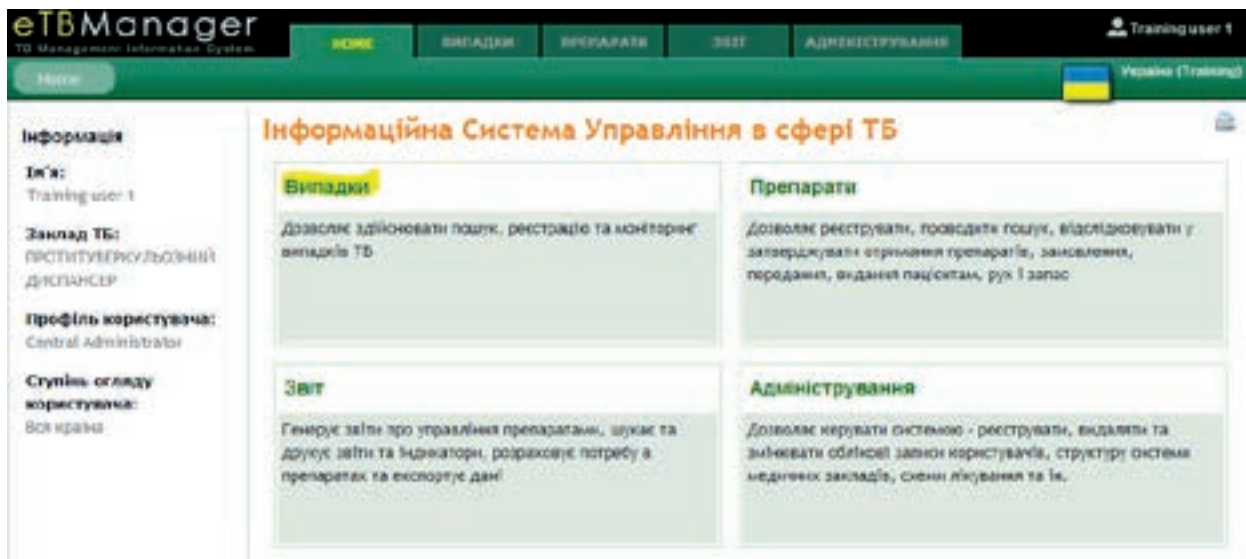 eTBManager
TB Management Information System
HOME
ВИПАДКИ
ПРЕПАРАТИ
ЗВІТ
АДМІНІСТРУВАННЯ
Training user 1
Home
Україна (Training)
Інформація
Ім'я:
Training user 1
Заклад ТБ:
ПРОТИТУБЕРКУЛЬОЗНИЙ
ДИСПАНСЕР
Профіль користувача:
Central Administrator
Ступінь огляду
користувача:
Вся країна
Інформаційна Система Управління в сфері ТБ
Випадки
Дозволяє здійснювати пошук, реєстрацію та моніторинг
випадків ТБ
Препарати
Дозволяє реєструвати, проводити пошук, відслідковувати у
затверджувати отримання препаратів, замовлення,
передання, видання пацієнтам, рух і запас
Звіт
Генерує звіти про управління препаратами, шукає та
друкує звіти та індикатори, розраховує потребу в
препаратах та експортує дані
Адміністрування
Дозволяє керувати системою - реєструвати, видаляти та
змінювати облікові записи користувачів, структуру системи
медичних закладів, схеми лікування та ін.